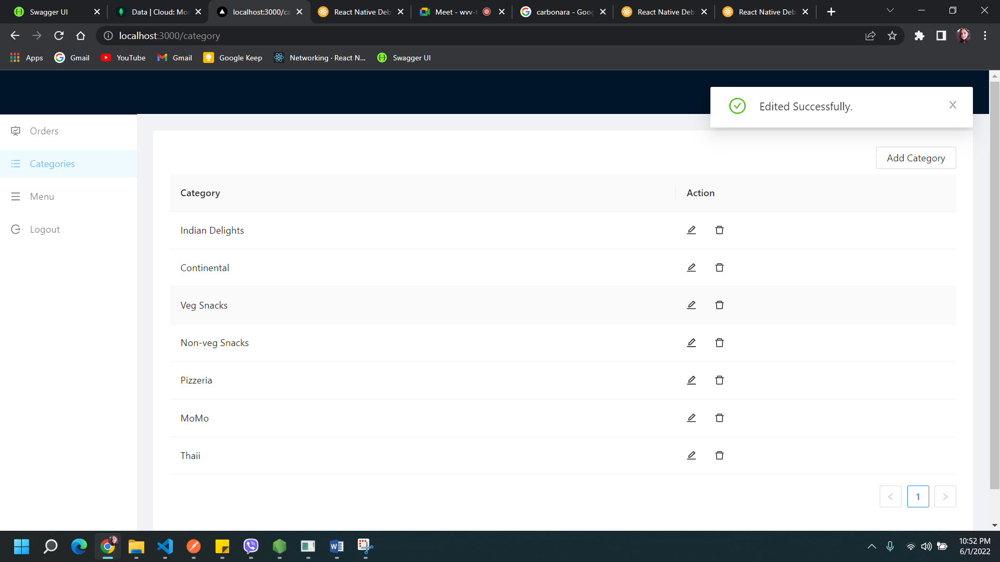 Swagger UI
Data | Cloud: Mo
localhost:3000/ca
React Native Deb
Meet - wvv-t
carbonara - Goog
React Native Deb
React Native Deb
localhost:3000/category
Apps
Gmail
YouTube
Gmail
Google Keep
Networking · React N...
Swagger UI
Edited Successfully.
Orders
Categories
Menu
Logout
Add Category
Category Action
Indian Delights
Continental
Veg Snacks
Non-veg Snacks
Pizzeria
MoMo
Thaii
< 1 >
10:52 PM
6/1/2022